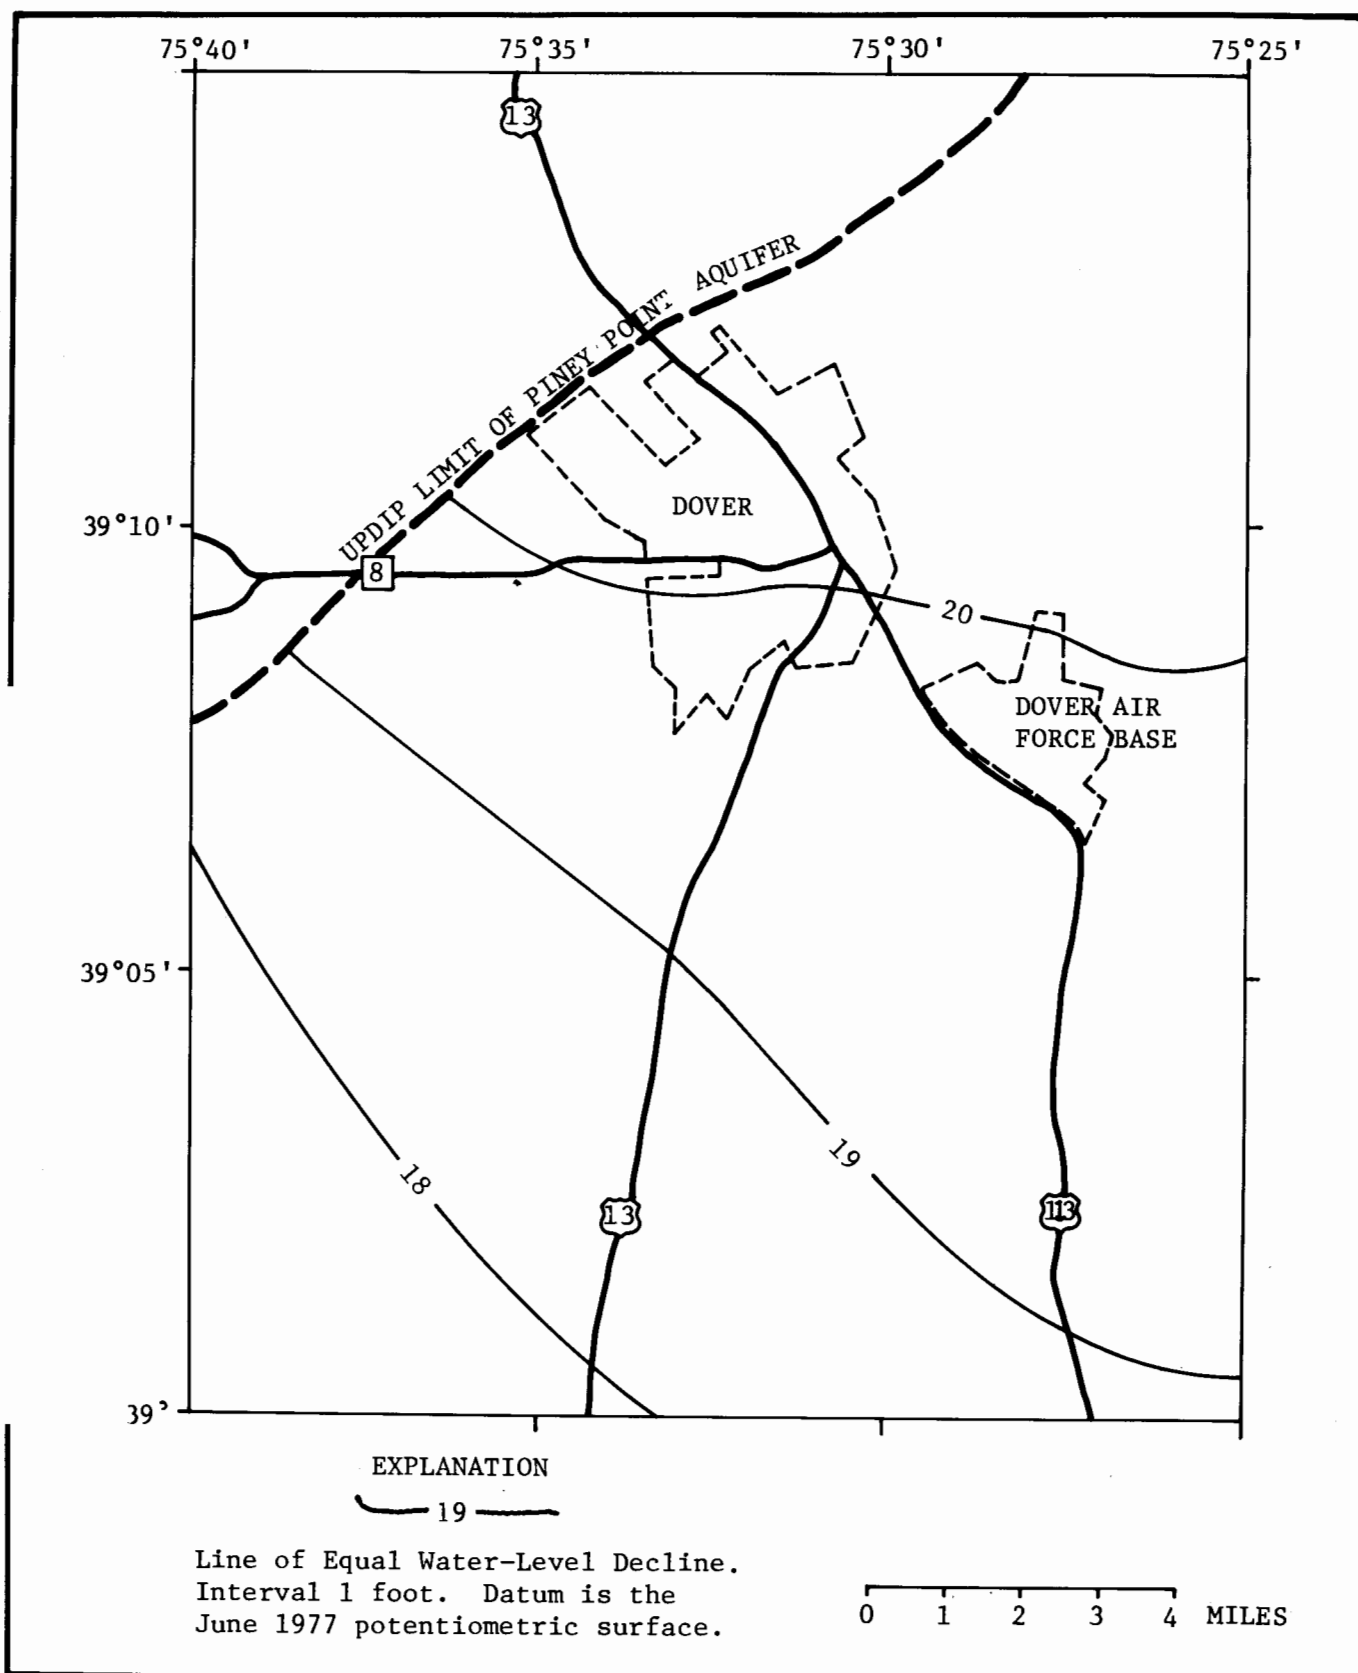 75°40'
75°35'
75°30'
75°25'
13
UPDIP LIMIT OF PINEY POINT AQUIFER
DOVER
39°10'
8
20
DOVER AIR
FORCE BASE
39°05'
19
18
13
113
39°
EXPLANATION
19
Line of Equal Water-Level Decline.
Interval 1 foot. Datum is the
June 1977 potentiometric surface.
0 1 2 3 4 MILES